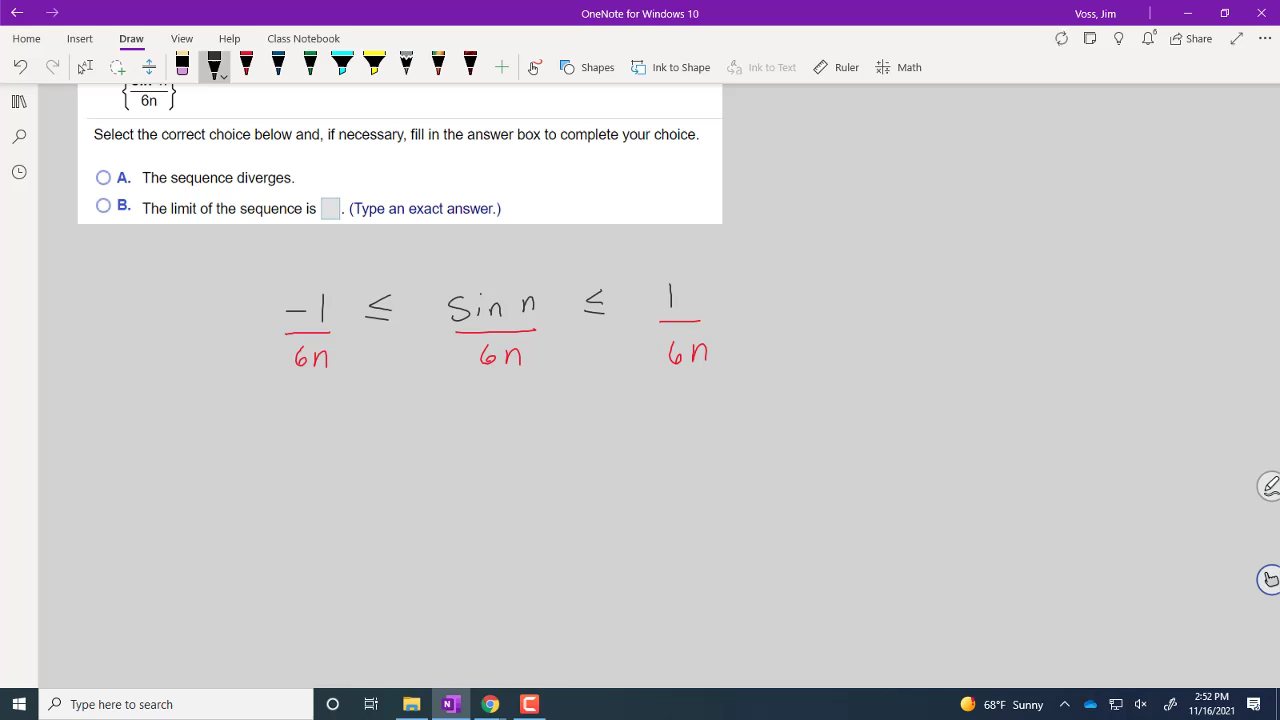 OneNote for Windows 10
Voss, Jim
Home Insert Draw View Help Class Notebook
Share
Shapes Ink to Shape Ink to Text Ruler Math
6n
Select the correct choice below and, if necessary, fill in the answer box to complete your choice.
A. The sequence diverges.
B. The limit of the sequence is . (Type an exact answer.)
-1 ≤ sin n ≤ 1
6n 6n 6n
Type here to search
68°F Sunny
2:52 PM
11/16/2021